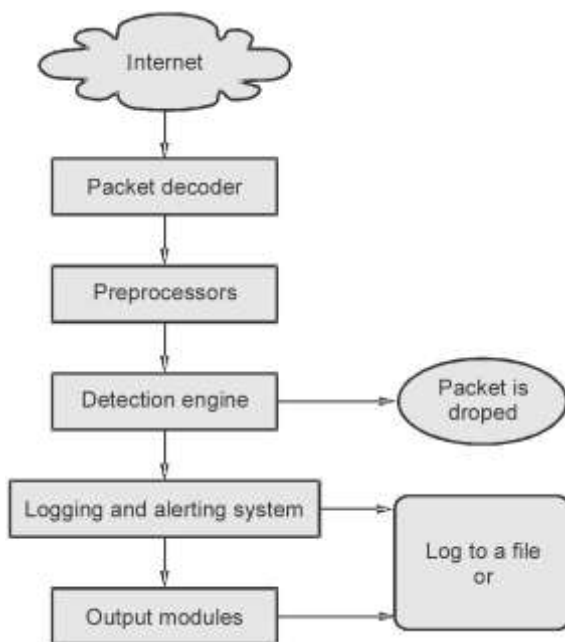 Internet
Packet decoder
Preprocessors
Detection engine
Packet is
droped
Logging and alerting system
Log to a file
or
Output modules